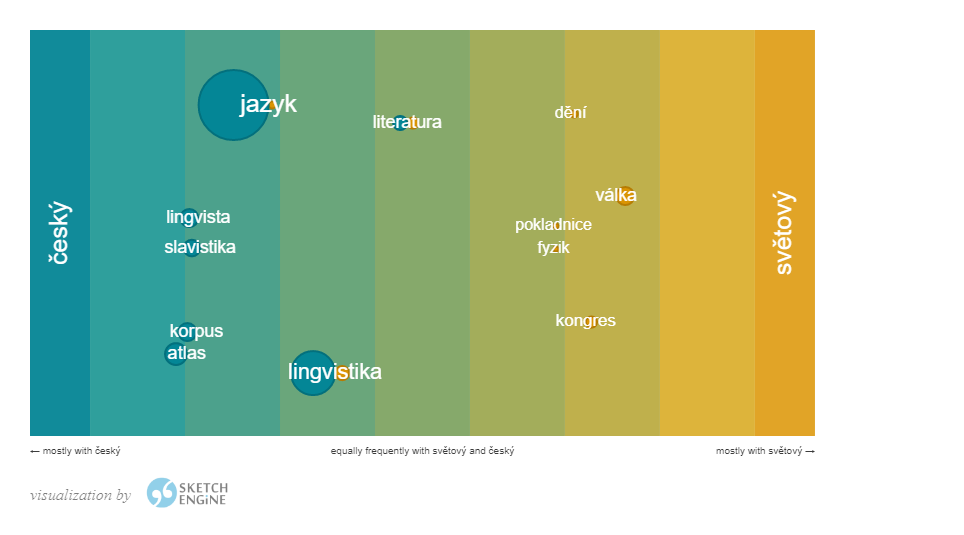 český
jazyk
literatura
dění
válka
lingvista
pokladnice
slavistika
fyzik
korpus
kongres
atlas
lingvistika
světový
← mostly with český
equally frequently with světový and český
mostly with světový →
visualization by
SKETCH
ENGINE